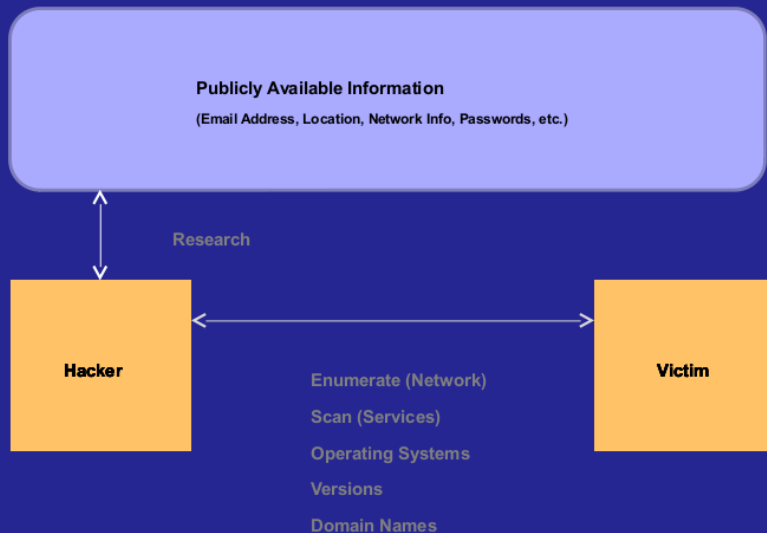 Publicly Available Information
(Email Address, Location, Network Info, Passwords, etc.)
Research
Hacker
Victim
Enumerate (Network)
Scan (Services)
Operating Systems
Versions
Domain Names